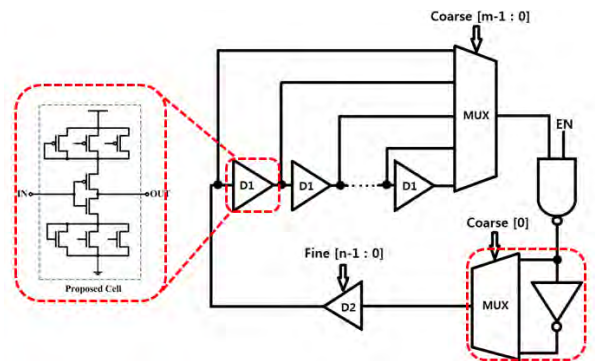 Coarse [m-1 : 0]
MUX
EN
IN
OUT
D1
D1
D1
Proposed Cell
Fine [n-1 : 0]
Coarse [0]
D2
MUX